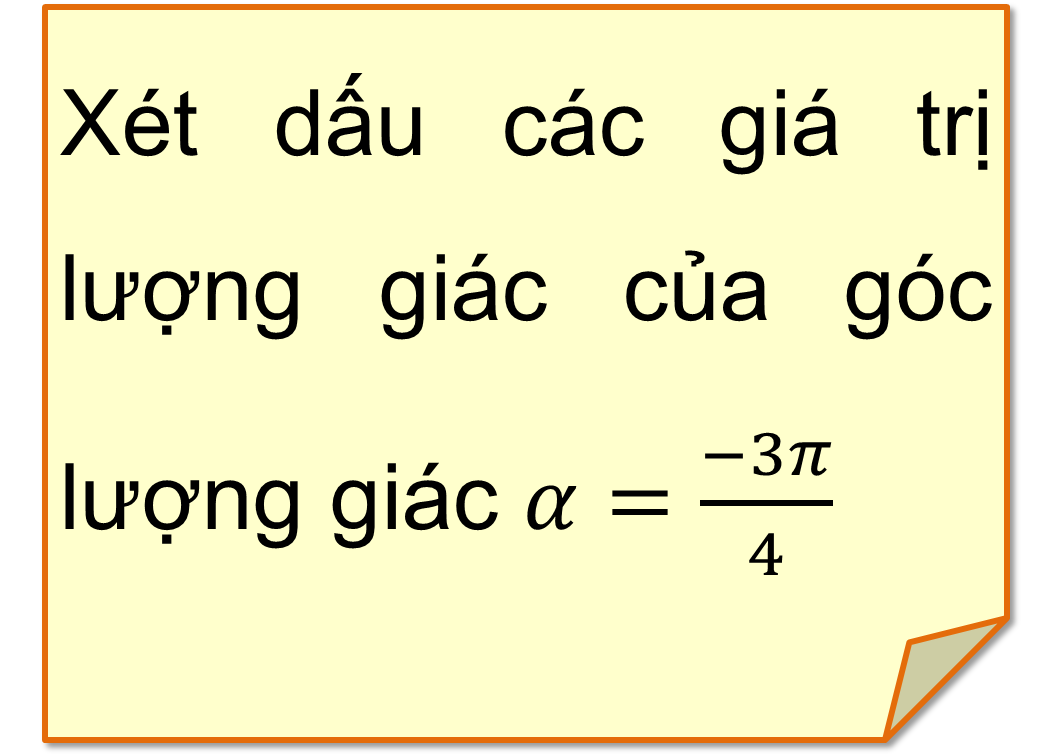 Xét dấu các giá trị
lượng giác của góc
lượng giác 𝛼 = −3𝜋/4